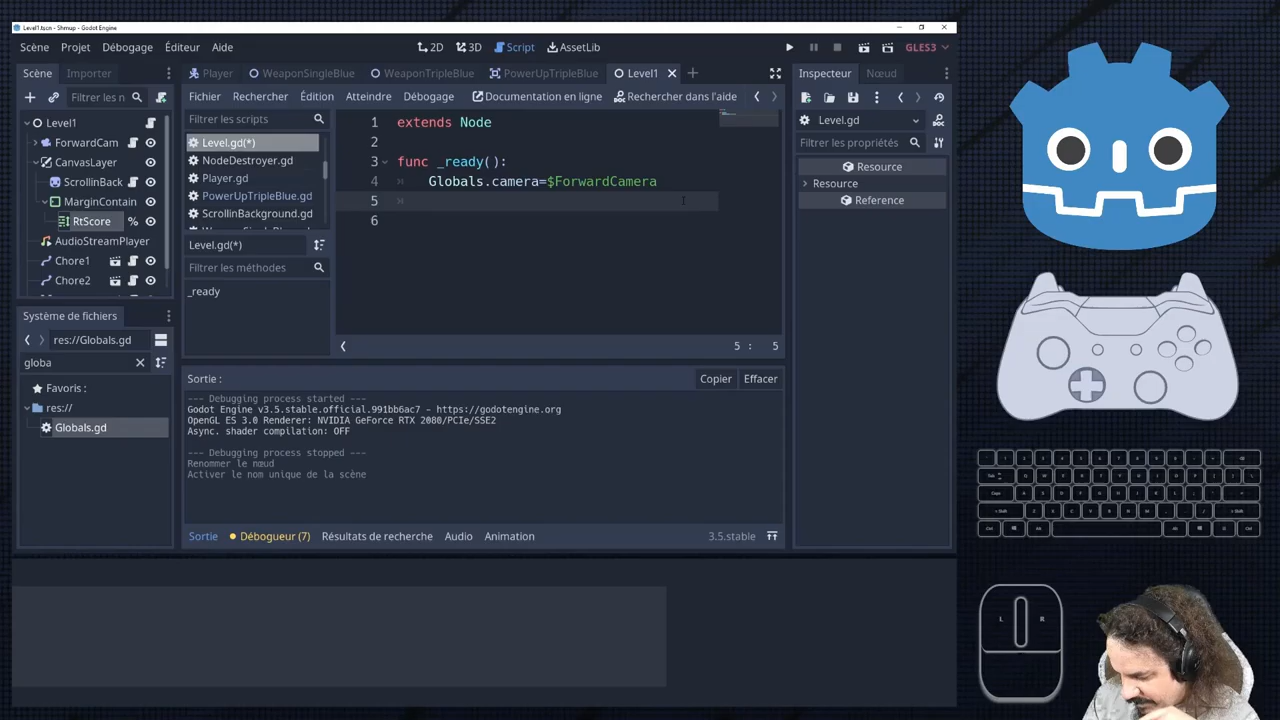 Level1.tscn - Shmup - Godot Engine
Scène Projet Débogage Éditeur Aide
2D 3D Script AssetLib
GLES3
Scène Importer
Player WeaponSingleBlue WeaponTripleBlue PowerUpTripleBlue Level1
Inspecteur Nœud
Filtrer les n
Fichier Rechercher Édition Atteindre Débogage Documentation en ligne Rechercher dans l'aide
Level1
ForwardCam
CanvasLayer
ScrollinBack
MarginContain
RtScore %
AudioStreamPlayer
Chore1
Chore2
Filtrer les scripts
Level.gd(*)
NodeDestroyer.gd
Player.gd
PowerUpTripleBlue.gd
ScrollinBackground.gd
Level.gd(*)
Filtrer les méthodes
_ready
1 extends Node
2
3 func _ready():
4 Globals.camera=$ForwardCamera
5
6
5 : 5
Level.gd
Filtrer les propriétés
Resource
Resource
Reference
Système de fichiers
res://Globals.gd
globa
Favoris :
res://
Globals.gd
Sortie :
Copier Effacer
--- Debugging process started ---
Godot Engine v3.5.stable.official.991bb6ac7 - https://godotengine.org
OpenGL ES 3.0 Renderer: NVIDIA GeForce RTX 2080/PCIe/SSE2
Async. shader compilation: OFF
--- Debugging process stopped ---
Renommer le nœud
Activer le nom unique de la scène
Sortie Débogueur (7) Résultats de recherche Audio Animation 3.5.stable
L R